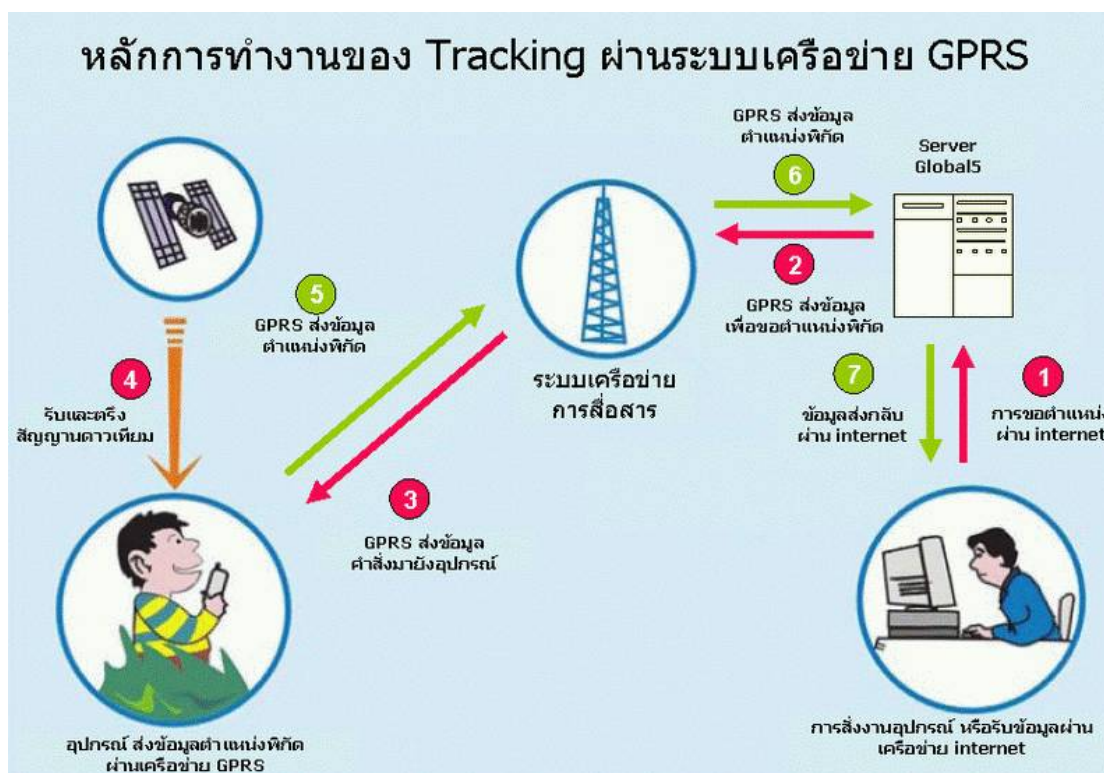 หลักการทำงานของ Tracking ผ่านระบบเครือข่าย GPRS
GPRS ส่งข้อมูล
ตำแหน่งพิกัด
6
Server
Global5
2
GPRS ส่งข้อมูล
เพื่อขอตำแหน่งพิกัด
5
GPRS ส่งข้อมูล
ตำแหน่งพิกัด
4
รับและตรึง
สัญญานดาวเทียม
ระบบเครือข่าย
การสื่อสาร
7
ข้อมูลส่งกลับ
ผ่าน internet
1
การขอตำแหน่ง
ผ่าน internet
3
GPRS ส่งข้อมูล
คำสั่งมายังอุปกรณ์
อุปกรณ์ ส่งข้อมูลตำแหน่งพิกัด
ผ่านเครือข่าย GPRS
การสั่งงานอุปกรณ์ หรือรับข้อมูลผ่าน
เครือข่าย internet